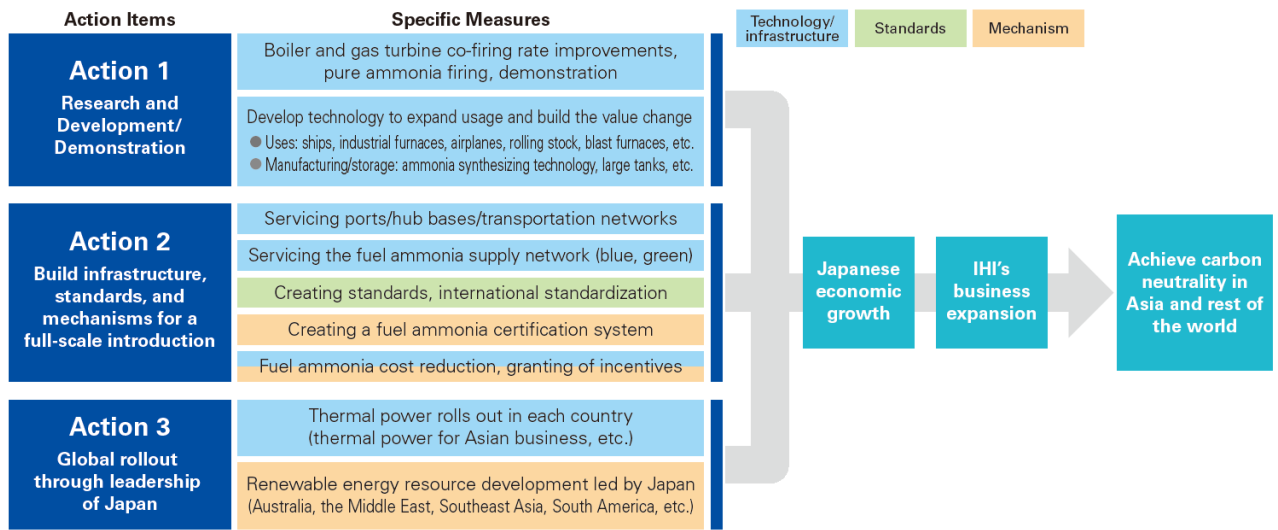 Action Items
Specific Measures
Technology/
infrastructure
Standards
Mechanism
Action 1
Research and
Development/
Demonstration
Boiler and gas turbine co-firing rate improvements,
pure ammonia firing, demonstration
Develop technology to expand usage and build the value change
● Uses: ships, industrial furnaces, airplanes, rolling stock, blast furnaces, etc.
● Manufacturing/storage: ammonia synthesizing technology, large tanks, etc.
Action 2
Build infrastructure,
standards, and
mechanisms for a
full-scale introduction
Servicing ports/hub bases/transportation networks
Servicing the fuel ammonia supply network (blue, green)
Creating standards, international standardization
Creating a fuel ammonia certification system
Fuel ammonia cost reduction, granting of incentives
Action 3
Global rollout
through leadership
of Japan
Thermal power rolls out in each country
(thermal power for Asian business, etc.)
Renewable energy resource development led by Japan
(Australia, the Middle East, Southeast Asia, South America, etc.)
Japanese
economic
growth
IHI's
business
expansion
Achieve carbon
neutrality in
Asia and rest of
the world